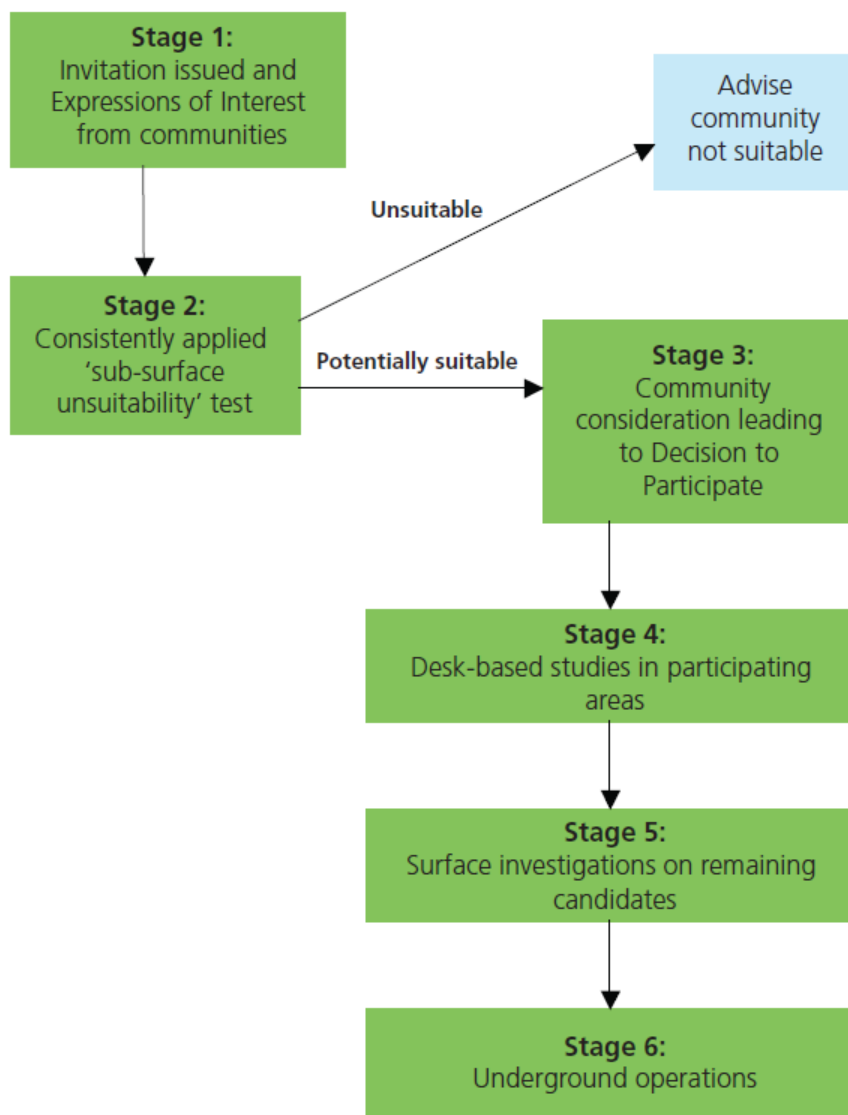 Stage 1:
Invitation issued and
Expressions of Interest
from communities
Advise
community
not suitable
Unsuitable
Stage 2:
Consistently applied
‘sub-surface
unsuitability’ test
Potentially suitable
Stage 3:
Community
consideration leading
to Decision to
Participate
Stage 4:
Desk-based studies in participating
areas
Stage 5:
Surface investigations on remaining
candidates
Stage 6:
Underground operations